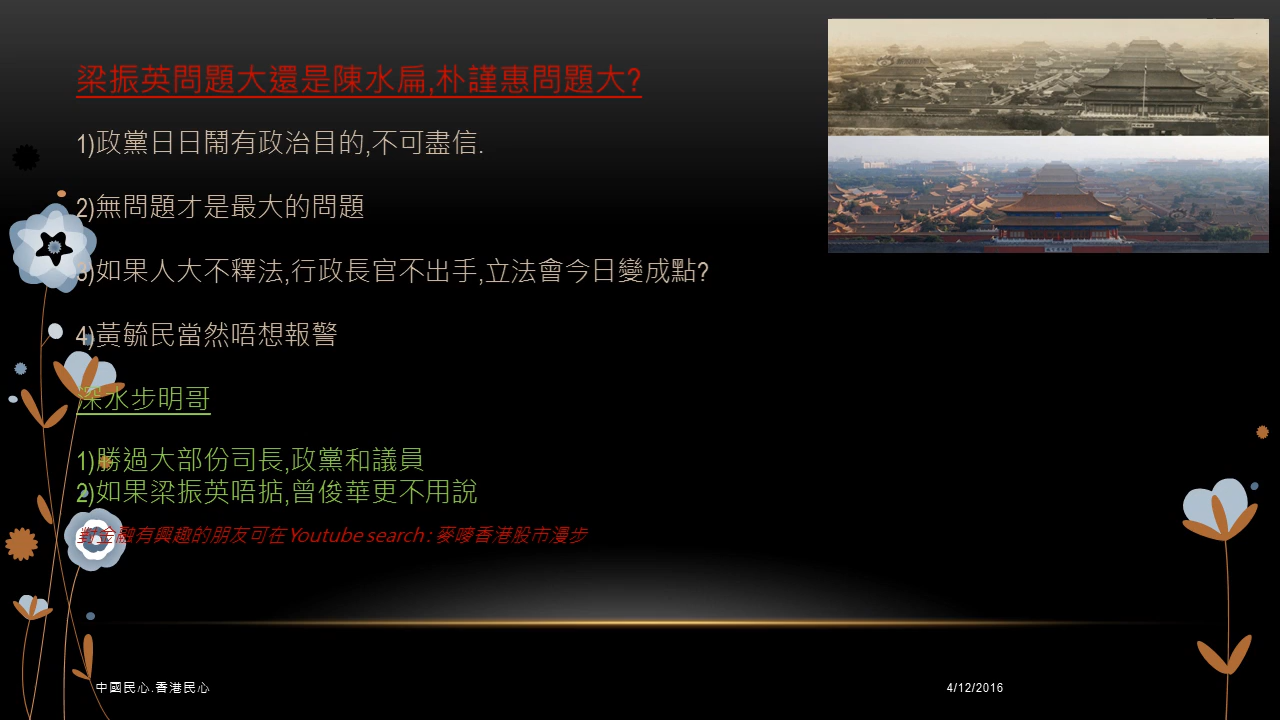 梁振英問題大還是陳水扁,朴謹惠問題大?
1)政黨日日鬧有政治目的,不可盡信.
2)無問題才是最大的問題
3)如果人大不釋法,行政長官不出手,立法會今日變成點?
4)黃毓民當然唔想報警
深水步明哥
1)勝過大部份司長,政黨和議員
2)如果梁振英唔掂,曾俊華更不用說
對金融有興趣的朋友可在Youtube search : 麥嘜香港股市漫步
中國民心.香港民心
4/12/2016